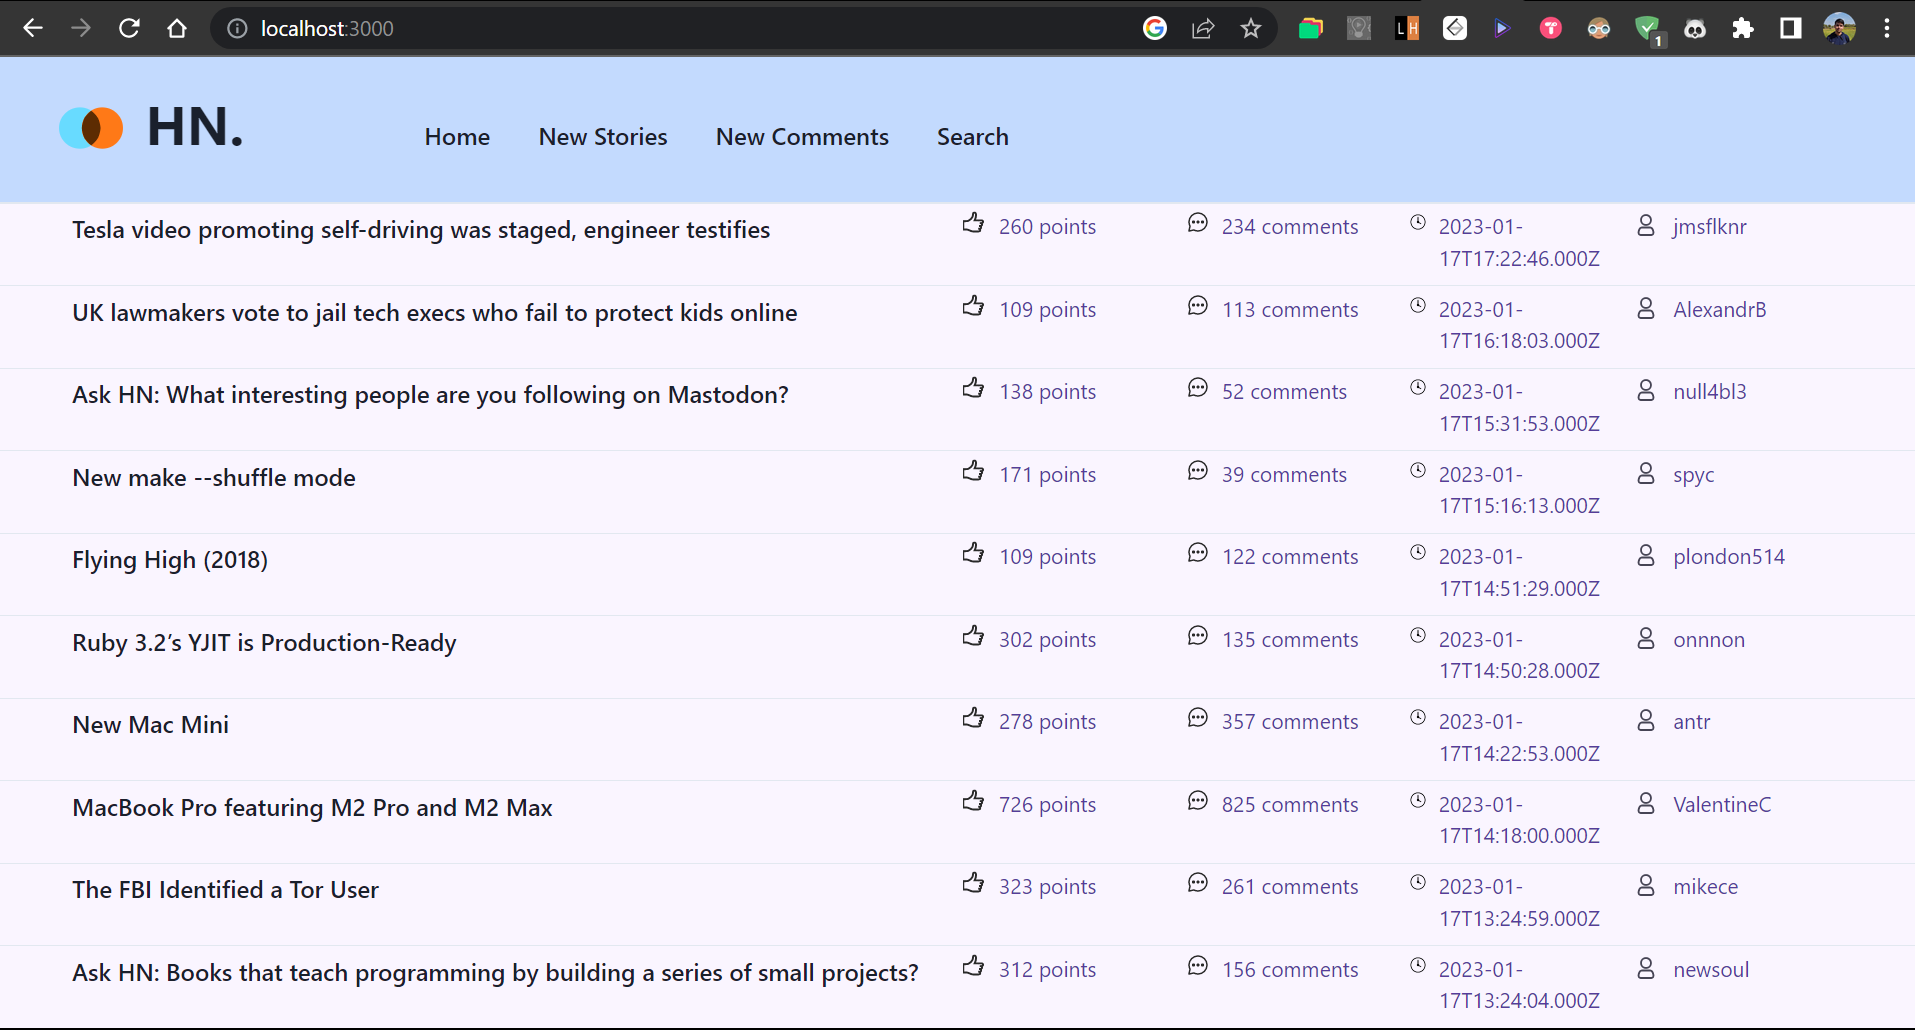 localhost:3000
L H
1
HN.
Home New Stories New Comments Search
Tesla video promoting self-driving was staged, engineer testifies 260 points 234 comments 2023-01-
17T17:22:46.000Z jmsflknr
UK lawmakers vote to jail tech execs who fail to protect kids online 109 points 113 comments 2023-01-
17T16:18:03.000Z AlexandrB
Ask HN: What interesting people are you following on Mastodon? 138 points 52 comments 2023-01-
17T15:31:53.000Z null4bl3
New make --shuffle mode 171 points 39 comments 2023-01-
17T15:16:13.000Z spyc
Flying High (2018) 109 points 122 comments 2023-01-
17T14:51:29.000Z plondon514
Ruby 3.2’s YJIT is Production-Ready 302 points 135 comments 2023-01-
17T14:50:28.000Z onnnon
New Mac Mini 278 points 357 comments 2023-01-
17T14:22:53.000Z antr
MacBook Pro featuring M2 Pro and M2 Max 726 points 825 comments 2023-01-
17T14:18:00.000Z ValentineC
The FBI Identified a Tor User 323 points 261 comments 2023-01-
17T13:24:59.000Z mikece
Ask HN: Books that teach programming by building a series of small projects? 312 points 156 comments 2023-01-
17T13:24:04.000Z newsoul